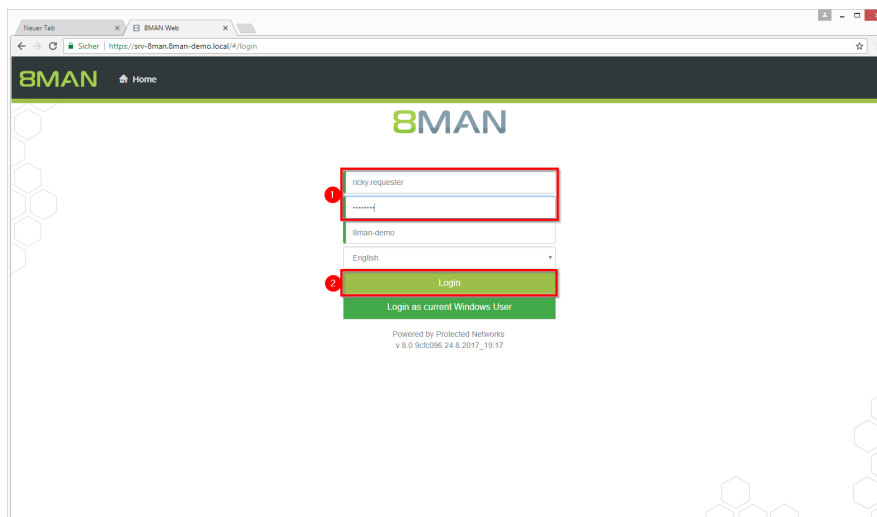 Neuer Tab
8MAN Web
Sicher
https://srv-8man.8man-demo.local/#/login
8MAN
Home
8MAN
1
ricky.requester
········
8man-demo
English
2
Login
Login as current Windows User
Powered by Protected Networks
v 8.0 9cfc096 24.8.2017_19:17